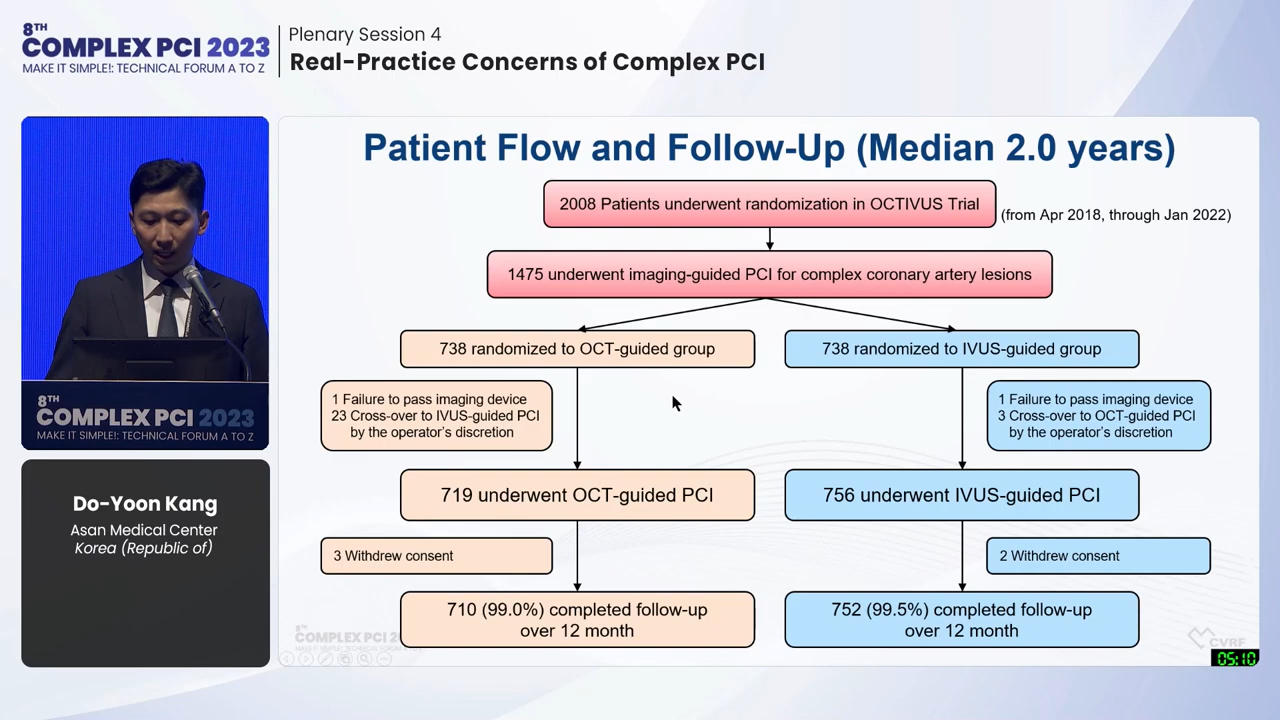 8TH
COMPLEX PCI 2023
MAKE IT SIMPLE!: TECHNICAL FORUM A TO Z
Plenary Session 4
Real-Practice Concerns of Complex PCI
Patient Flow and Follow-Up (Median 2.0 years)
2008 Patients underwent randomization in OCTIVUS Trial
(from Apr 2018, through Jan 2022)
1475 underwent imaging-guided PCI for complex coronary artery lesions
738 randomized to OCT-guided group
738 randomized to IVUS-guided group
1 Failure to pass imaging device
23 Cross-over to IVUS-guided PCI
by the operator's discretion
1 Failure to pass imaging device
3 Cross-over to OCT-guided PCI
by the operator's discretion
719 underwent OCT-guided PCI
756 underwent IVUS-guided PCI
3 Withdrew consent
2 Withdrew consent
710 (99.0%) completed follow-up
over 12 month
752 (99.5%) completed follow-up
over 12 month
8TH
COMPLEX PCI 2023
MAKE IT SIMPLE!: TECHNICAL FORUM A TO Z
Do-Yoon Kang
Asan Medical Center
Korea (Republic of)
8TH
COMPLEX PCI 20
CVRF
05:10